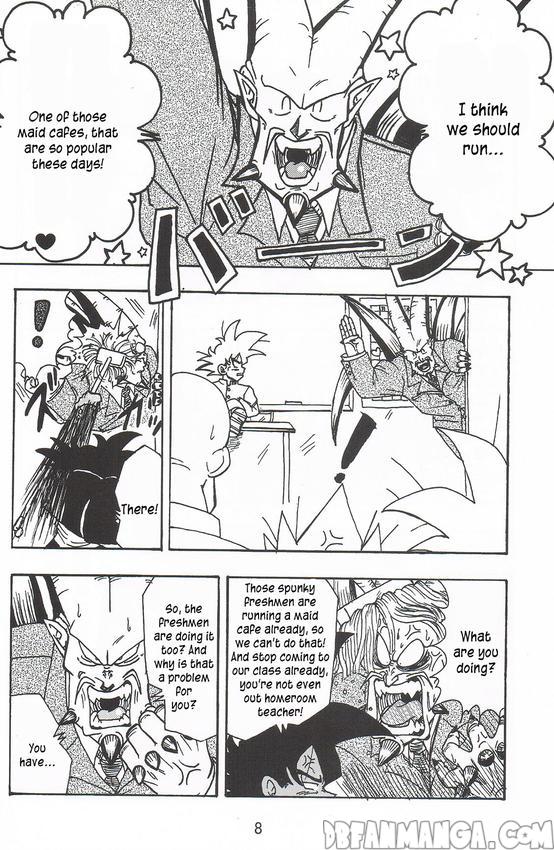 I think
we should
run...
One of those
Maid cafes, that
are so popular
these days!
!
!
There!
What
are you
doing?
Those spunky
freshmen are
running a maid
cafe already, so
we can't do that!
And stop coming to
our class already,
you're not even
our homeroom
teacher!
So, the
freshmen
are doing it
too? And
why is that
a problem
for you?
You
have...
8
DBFANMANGA.COM